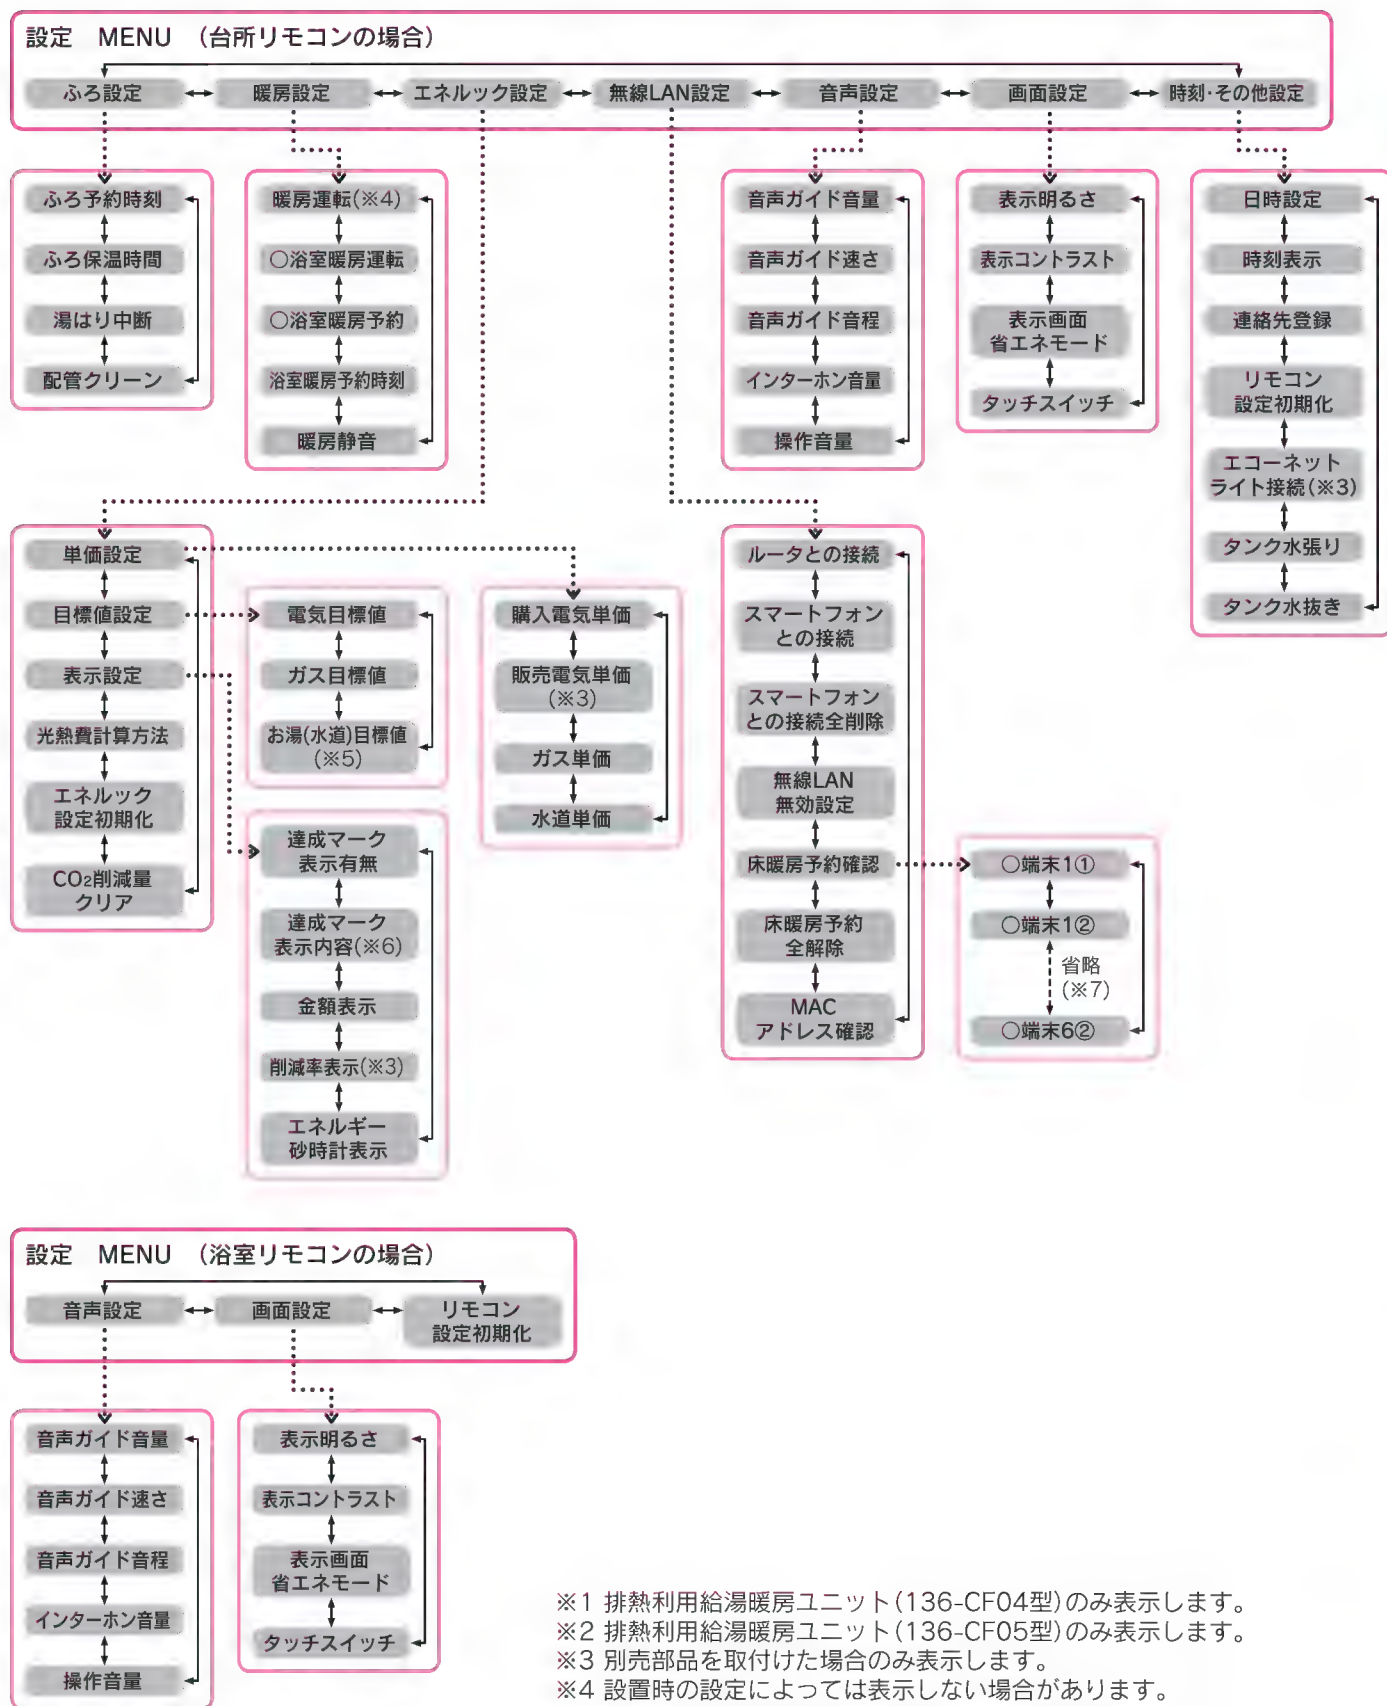 設定 MENU （台所リモコンの場合）
ふろ設定
暖房設定
エネルック設定
無線LAN設定
音声設定
画面設定
時刻・その他設定
ふろ予約時刻
ふろ保温時間
湯はり中断
配管クリーン
暖房運転(※4)
○浴室暖房運転
○浴室暖房予約
浴室暖房予約時刻
暖房静音
音声ガイド音量
音声ガイド速さ
音声ガイド音程
インターホン音量
操作音量
表示明るさ
表示コントラスト
表示画面
省エネモード
タッチスイッチ
日時設定
時刻表示
連絡先登録
リモコン
設定初期化
エコーネット
ライト接続(※3)
タンク水張り
タンク水抜き
単価設定
目標値設定
表示設定
光熱費計算方法
エネルック
設定初期化
CO2削減量
クリア
電気目標値
ガス目標値
お湯(水道)目標値
(※5)
購入電気単価
販売電気単価
(※3)
ガス単価
水道単価
達成マーク
表示有無
達成マーク
表示内容(※6)
金額表示
削減率表示(※3)
エネルギー
砂時計表示
ルータとの接続
スマートフォン
との接続
スマートフォン
との接続全削除
無線LAN
無効設定
床暖房予約確認
床暖房予約
全解除
MAC
アドレス確認
○端末1①
○端末1②
省略
(※7)
○端末6②
設定 MENU （浴室リモコンの場合）
音声設定
画面設定
リモコン
設定初期化
音声ガイド音量
音声ガイド速さ
音声ガイド音程
インターホン音量
操作音量
表示明るさ
表示コントラスト
表示画面
省エネモード
タッチスイッチ
※1 排熱利用給湯暖房ユニット(136-CF04型)のみ表示します。
※2 排熱利用給湯暖房ユニット(136-CF05型)のみ表示します。
※3 別売部品を取付けた場合のみ表示します。
※4 設置時の設定によっては表示しない場合があります。